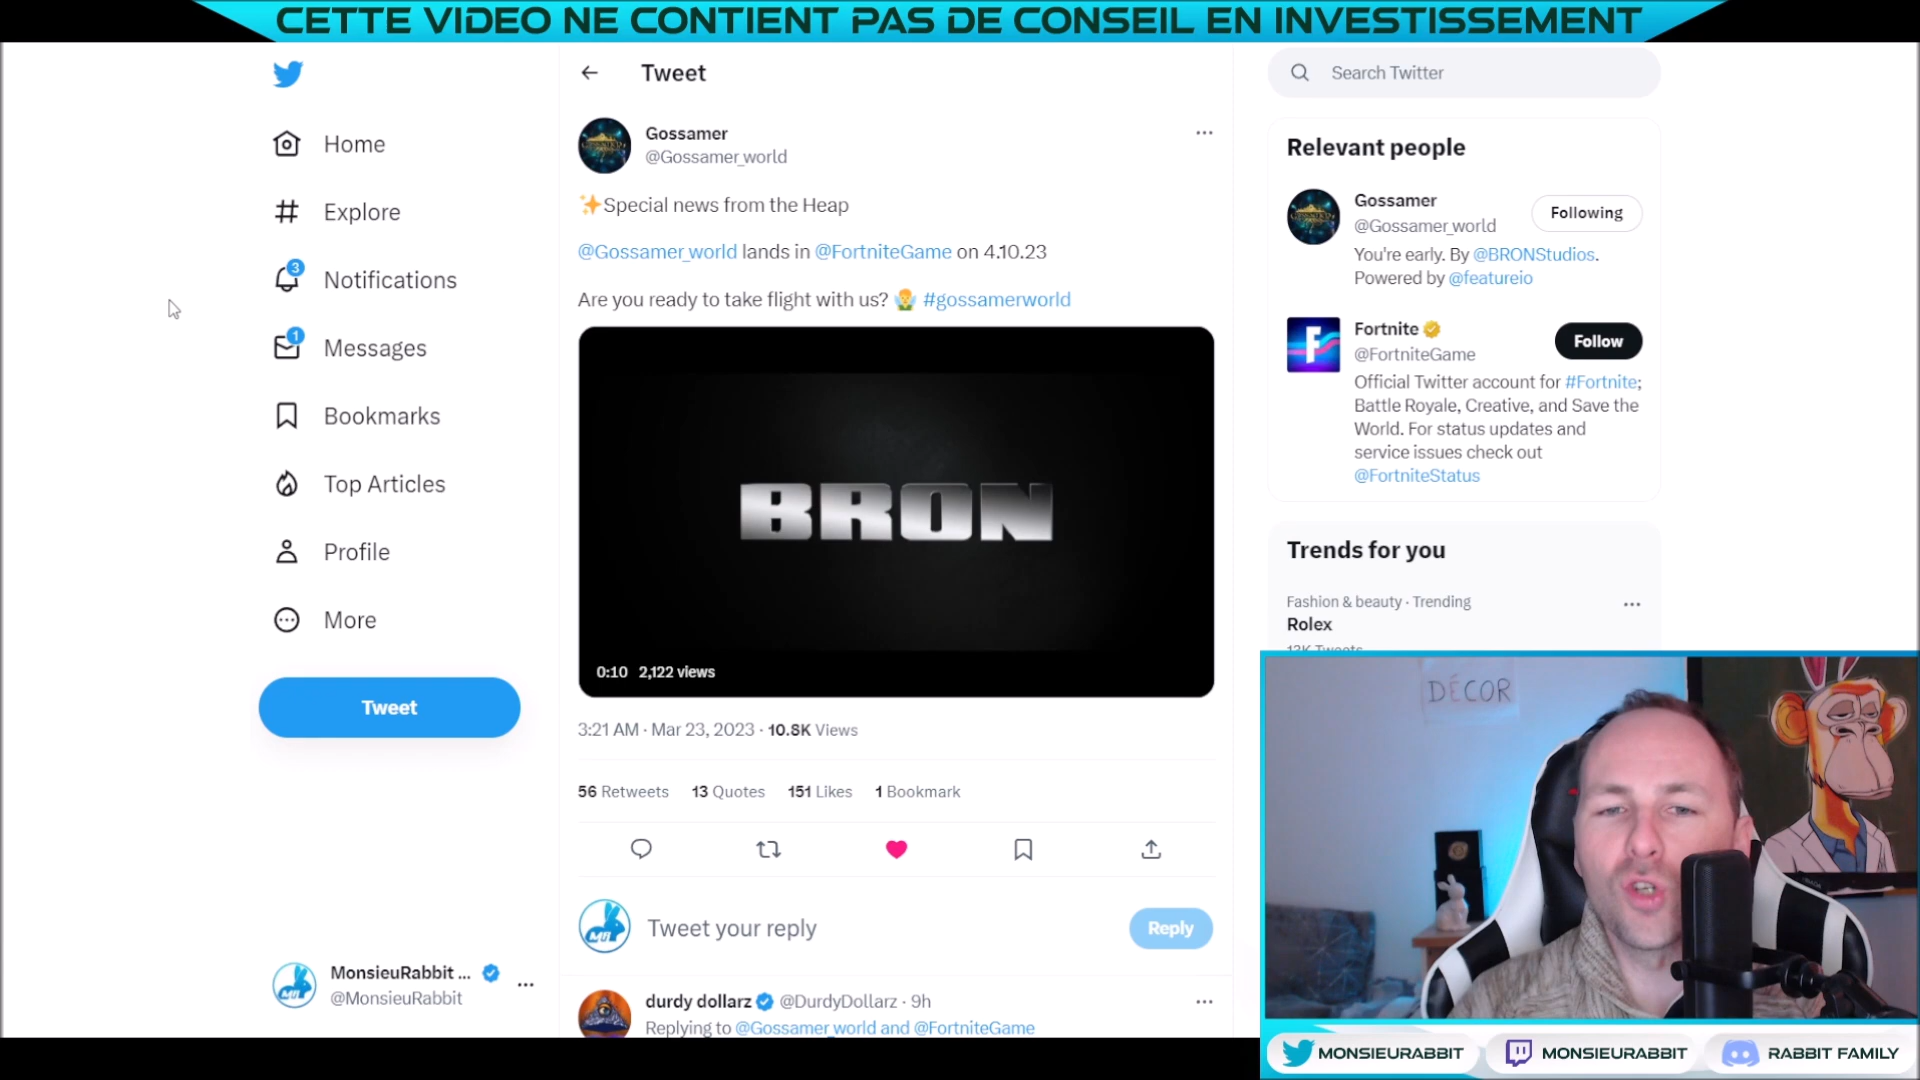 CETTE VIDEO NE CONTIENT PAS DE CONSEIL EN INVESTISSEMENT
Home
Explore
3
Notifications
1
Messages
Bookmarks
Top Articles
Profile
More
Tweet
MonsieuRabbit ...
@MonsieuRabbit
Tweet
Gossamer
@Gossamer_world
✨Special news from the Heap
@Gossamer_world lands in @FortniteGame on 4.10.23
Are you ready to take flight with us? #gossamerworld
BRON
0:10 2,122 views
3:21 AM · Mar 23, 2023 · 10.8K Views
56 Retweets 13 Quotes 151 Likes 1 Bookmark
Tweet your reply
Reply
durdy dollarz @DurdyDollarz · 9h
Replying to @Gossamer_world and @FortniteGame
Search Twitter
Relevant people
Gossamer
@Gossamer_world
Following
You're early. By @BRONStudios.
Powered by @featureio
Fortnite
@FortniteGame
Follow
Official Twitter account for #Fortnite;
Battle Royale, Creative, and Save the
World. For status updates and
service issues check out
@FortniteStatus
Trends for you
Fashion & beauty · Trending
Rolex
13K Tweets
DÉCOR
MONSIEURABBIT
MONSIEURABBIT
RABBIT FAMILY